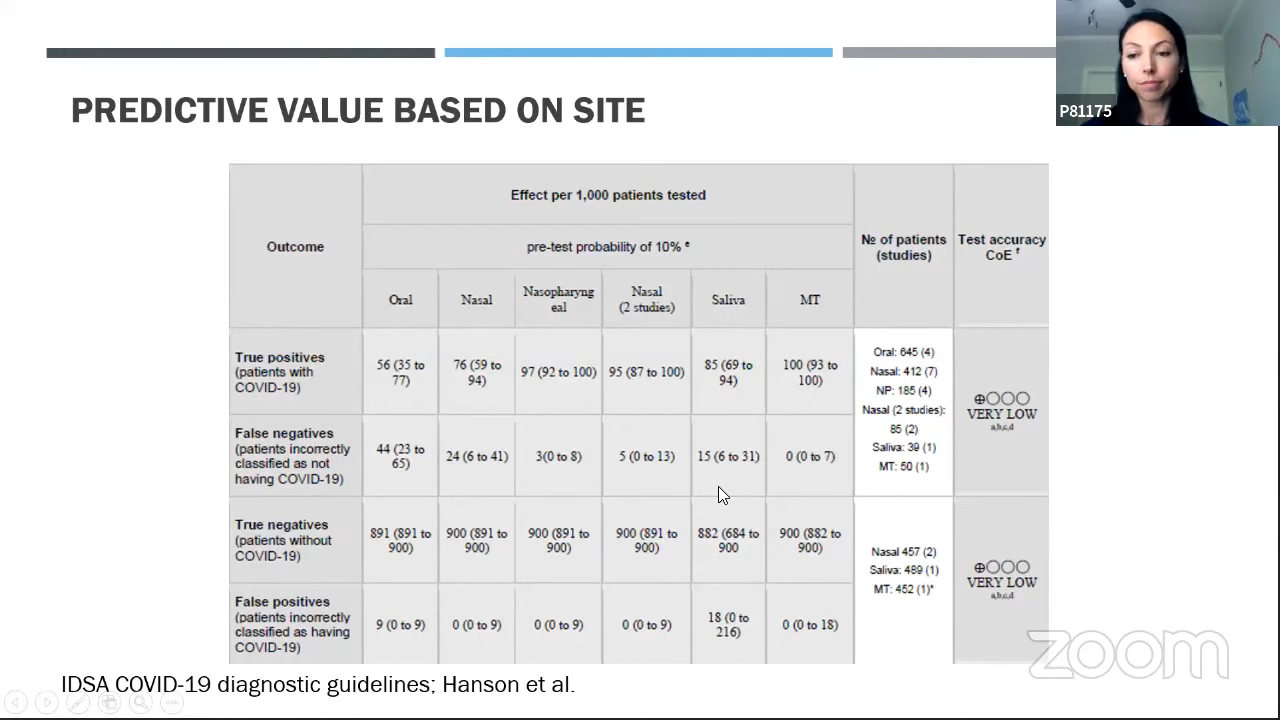 P81175
PREDICTIVE VALUE BASED ON SITE
Outcome
Effect per 1,000 patients tested
pre-test probability of 10% e
№ of patients
(studies)
Test accuracy
CoE f
Oral
Nasal
Nasopharyng
eal
Nasal
(2 studies)
Saliva
MT
True positives
(patients with
COVID-19)
56 (35 to
77)
76 (59 to
94)
97 (92 to 100)
95 (87 to 100)
85 (69 to
94)
100 (93 to
100)
Oral: 645 (4)
Nasal: 412 (7)
NP: 185 (4)
Nasal (2 studies):
85 (2)
Saliva: 39 (1)
MT: 50 (1)
⊕◯◯◯
VERY LOW
a,b,c,d
False negatives
(patients incorrectly
classified as not
having COVID-19)
44 (23 to
65)
24 (6 to 41)
3(0 to 8)
5 (0 to 13)
15 (6 to 31)
0 (0 to 7)
True negatives
(patients without
COVID-19)
891 (891 to
900)
900 (891 to
900)
900 (891 to
900)
900 (891 to
900)
882 (684 to
900
900 (882 to
900)
Nasal 457 (2)
Saliva: 489 (1)
MT: 452 (1)*
⊕◯◯◯
VERY LOW
a,b,c,d
False positives
(patients incorrectly
classified as having
COVID-19)
9 (0 to 9)
0 (0 to 9)
0 (0 to 9)
0 (0 to 9)
18 (0 to
216)
0 (0 to 18)
zoom
IDSA COVID-19 diagnostic guidelines; Hanson et al.